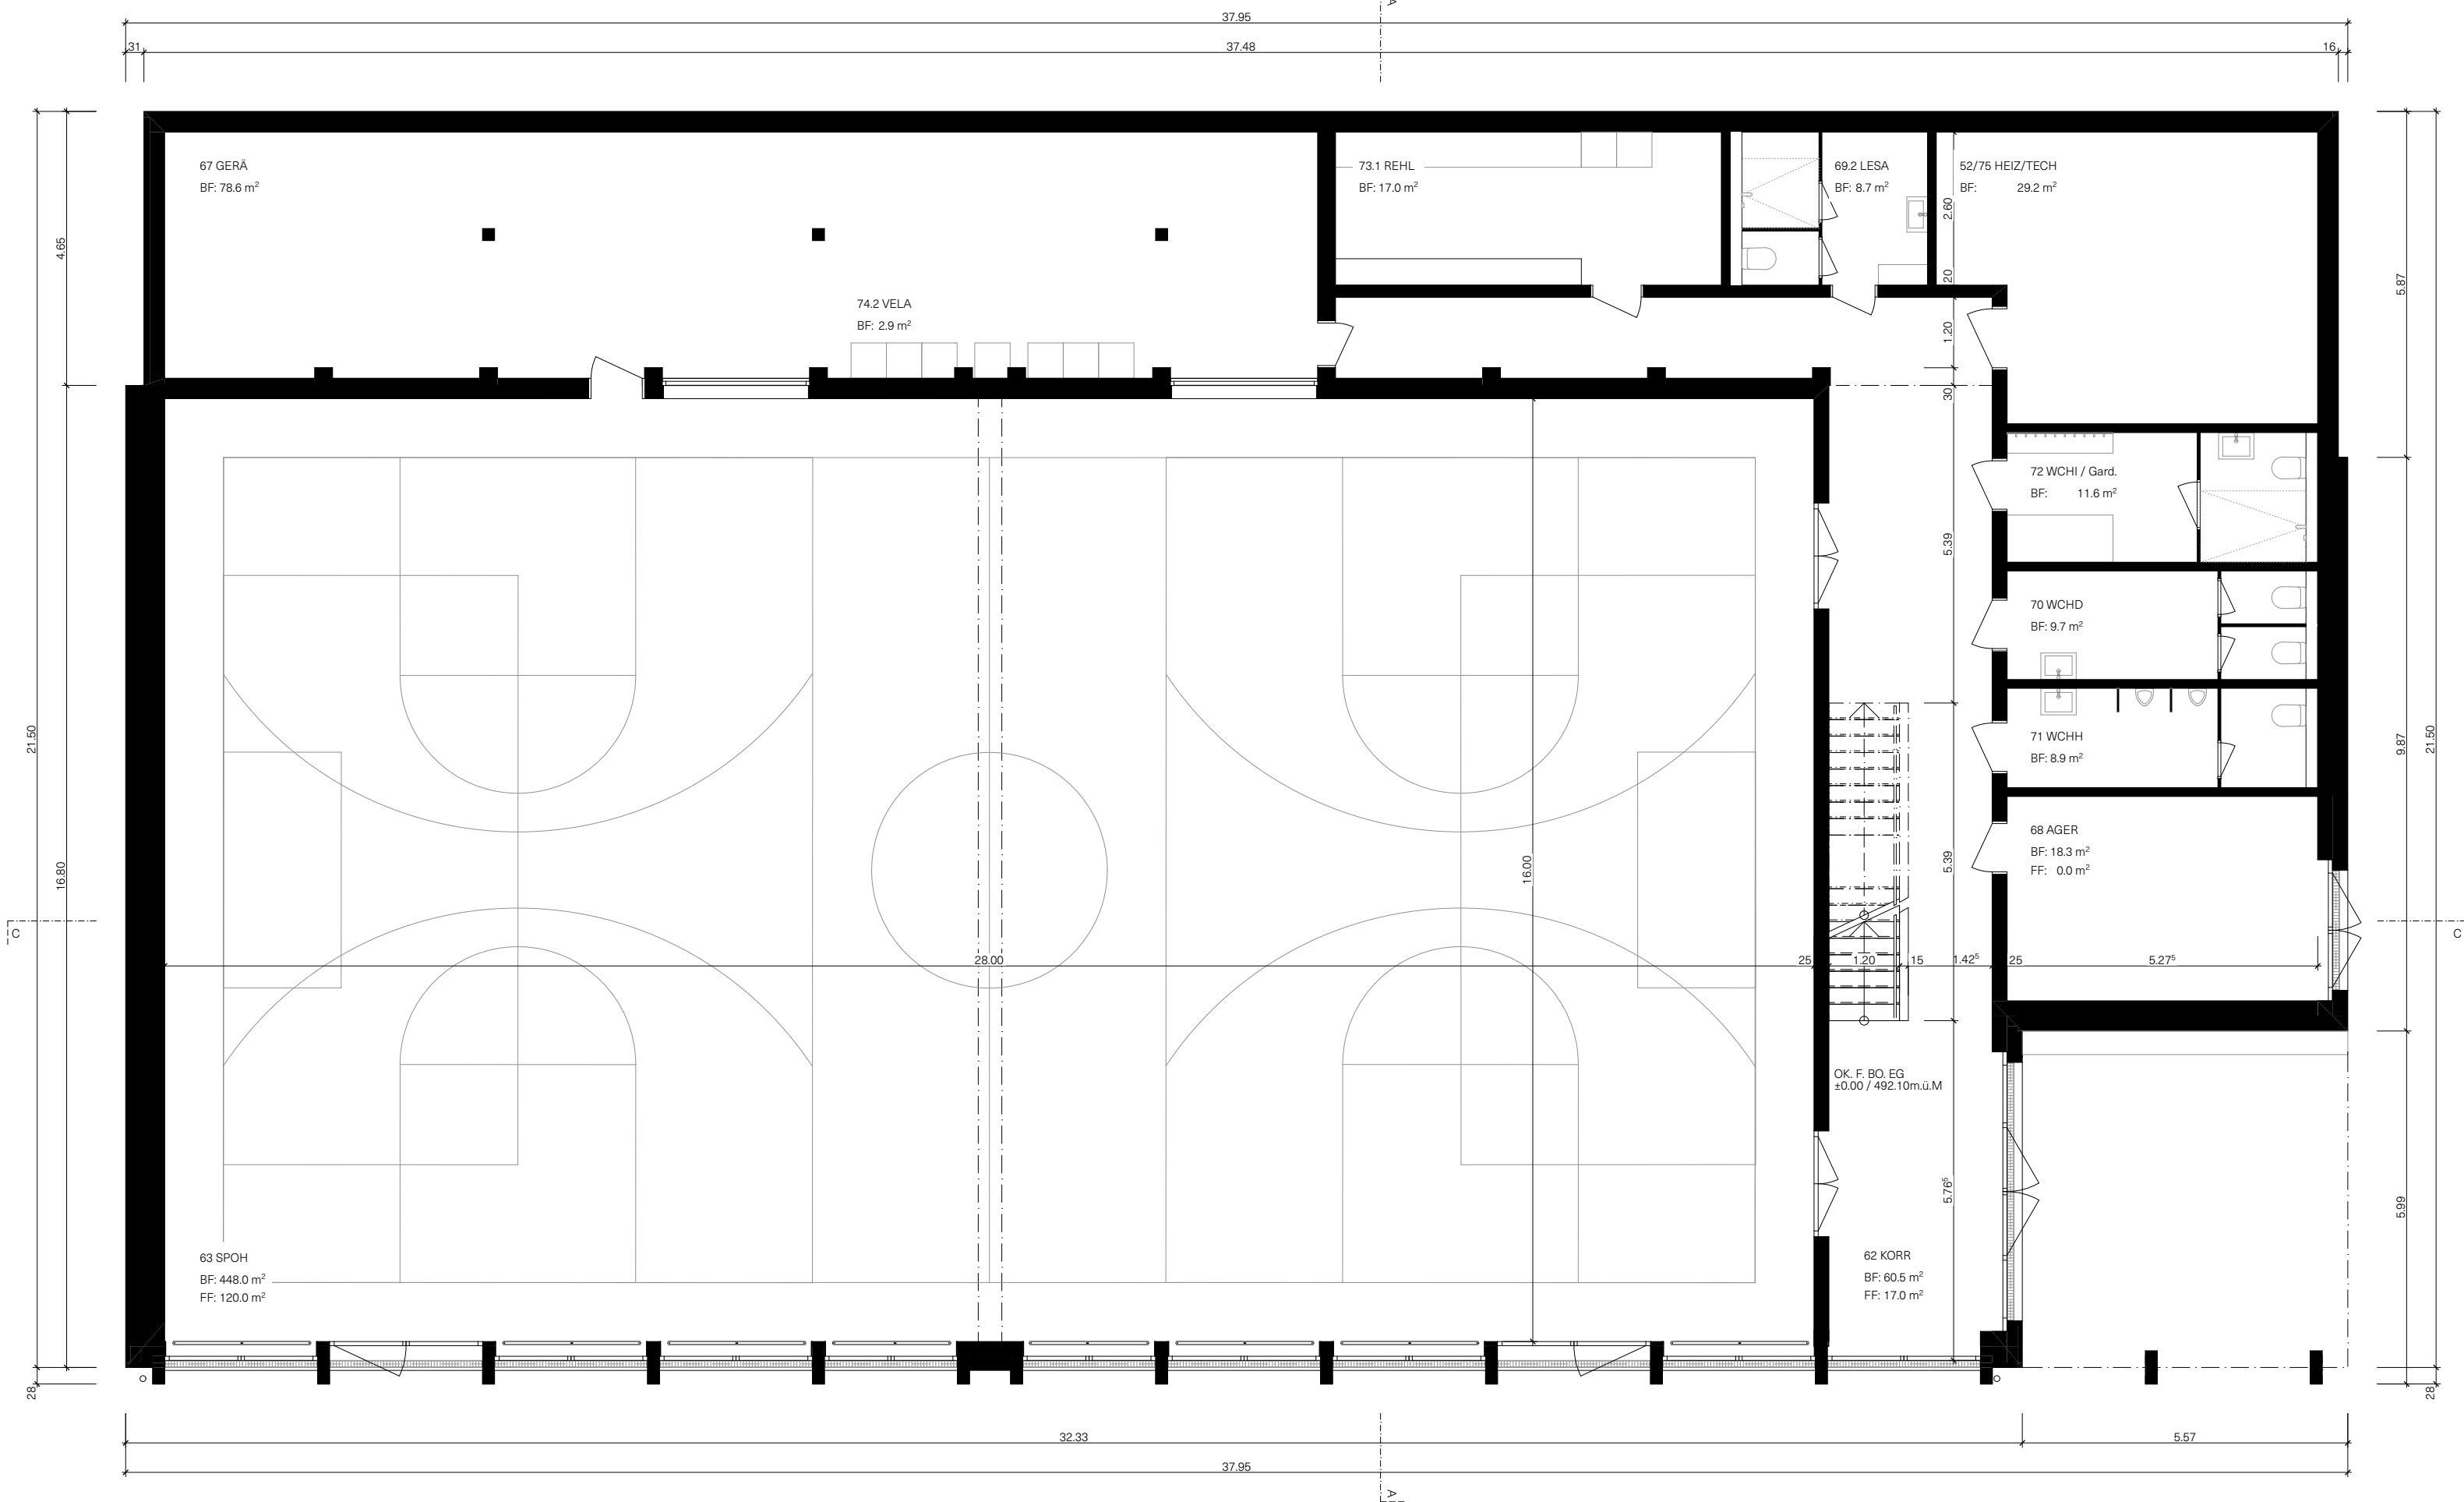 A
37.95
31
37.48
16
67 GERÄ
BF: 78.6 m²
73.1 REHL
BF: 17.0 m²
69.2 LESA
BF: 8.7 m²
52/75 HEIZ/TECH
BF: 29.2 m²
4.65
2.60
5.87
20
74.2 VELA
BF: 2.9 m²
1.20
30
72 WCHI / Gard.
BF: 11.6 m²
5.39
70 WCHD
BF: 9.7 m²
21.50
9.87
21.50
71 WCHH
BF: 8.9 m²
16.80
16.00
5.39
68 AGER
BF: 18.3 m²
FF: 0.0 m²
C
C
28.00
25
1.20
15
1.42⁵
25
5.27⁵
OK. F. BO. EG
±0.00 / 492.10m.ü.M
5.76⁵
5.99
63 SPOH
BF: 448.0 m²
FF: 120.0 m²
62 KORR
BF: 60.5 m²
FF: 17.0 m²
28
28
32.33
5.57
37.95
A